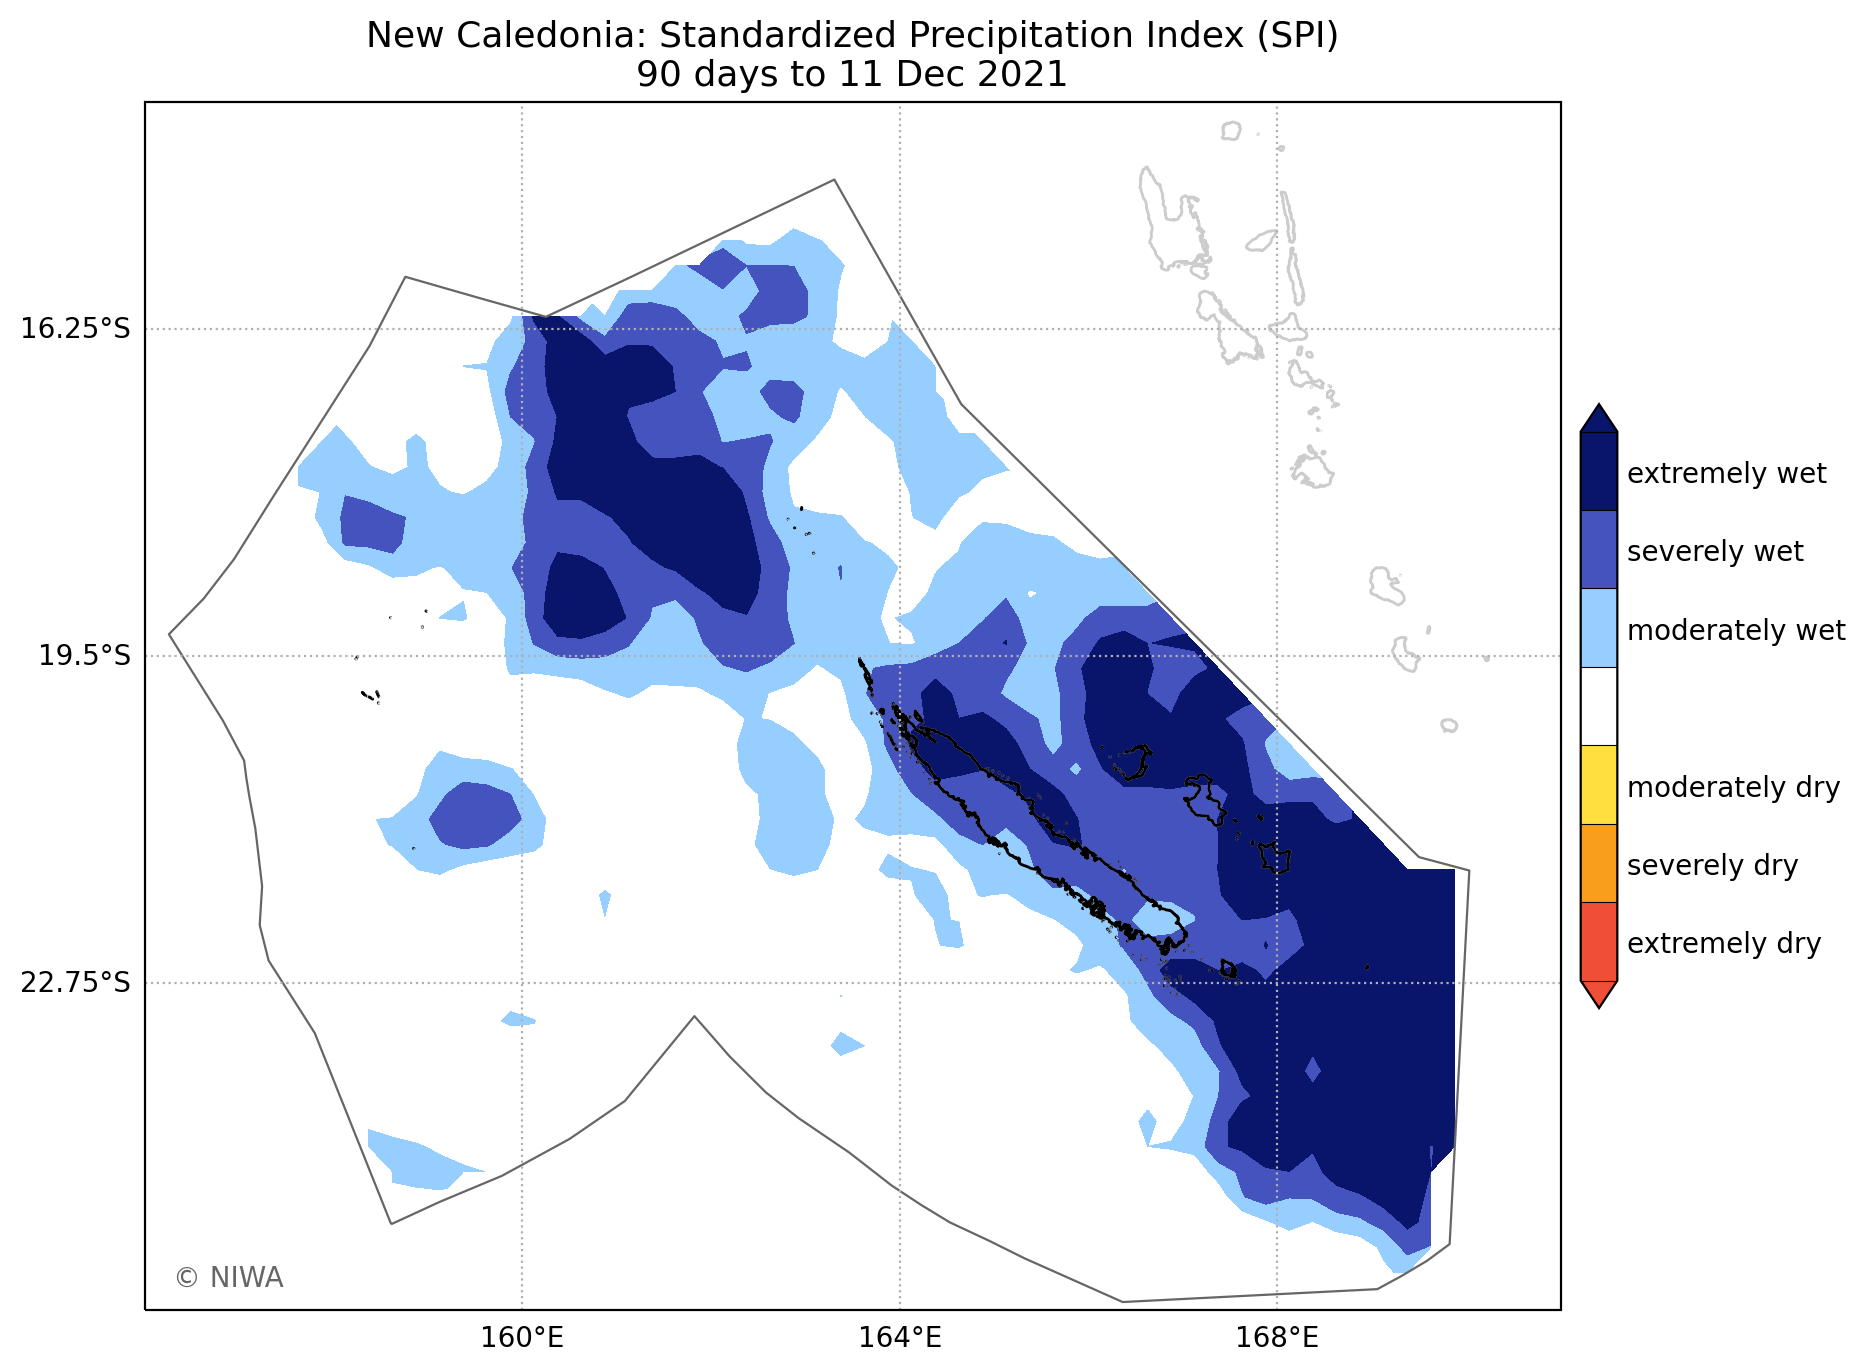 New Caledonia: Standardized Precipitation Index (SPI)
90 days to 11 Dec 2021
16.25°S
19.5°S
22.75°S
160°E
164°E
168°E
extremely wet
severely wet
moderately wet
moderately dry
severely dry
extremely dry
© NIWA